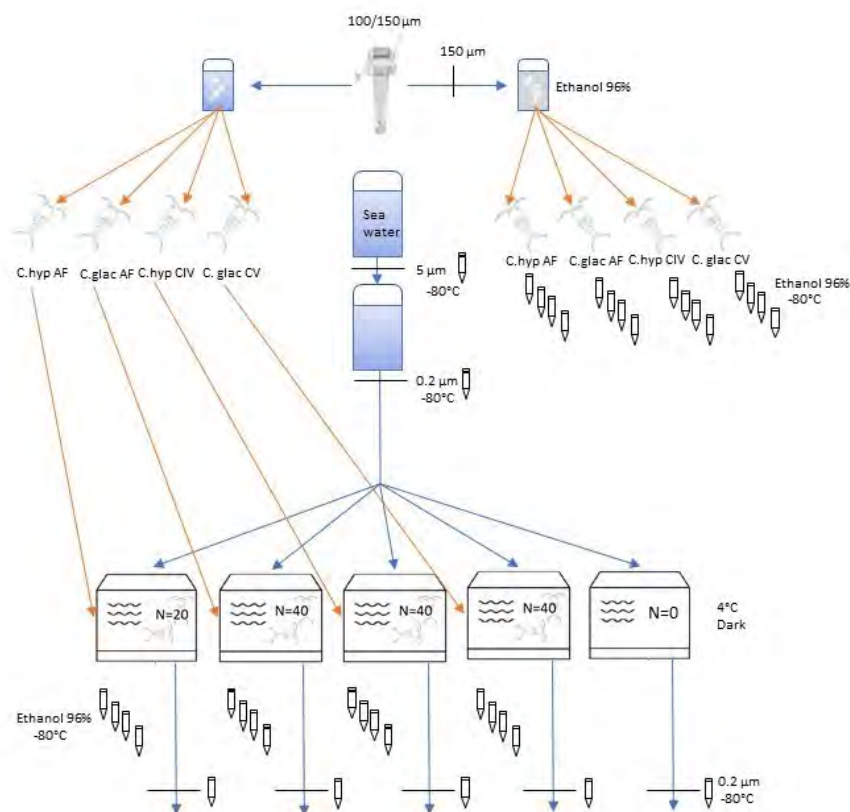 100/150 µm
150 µm
Ethanol 96%
Sea
water
C.hyp AF
C.glac AF
C.hyp CIV
C. glac CV
5 µm
-80°C
C.hyp AF
C.glac AF
C.hyp CIV
C. glac CV
Ethanol 96%
-80°C
0.2 µm
-80°C
N=20
N=40
N=40
N=40
N=0
4°C
Dark
Ethanol 96%
-80°C
0.2 µm
-80°C